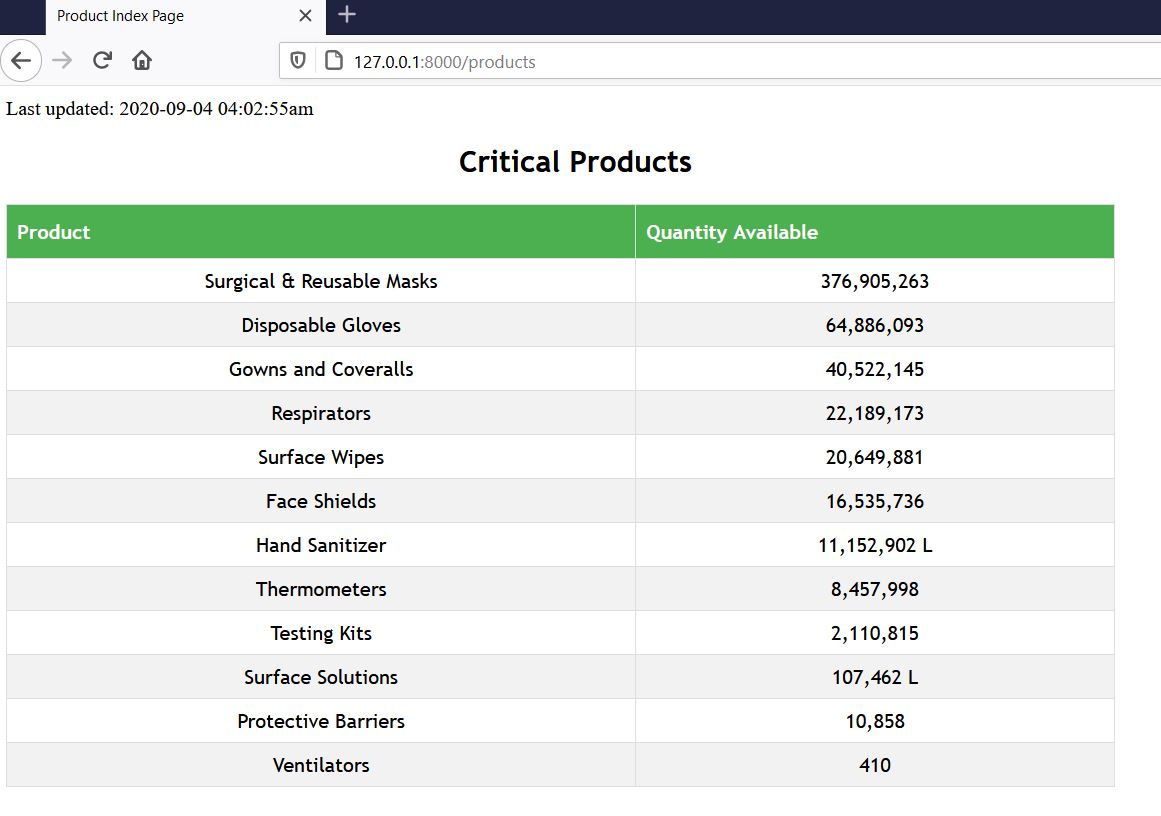 Product Index Page
127.0.0.1:8000/products
Last updated: 2020-09-04 04:02:55am
Critical Products
Product Quantity Available
Surgical & Reusable Masks 376,905,263
Disposable Gloves 64,886,093
Gowns and Coveralls 40,522,145
Respirators 22,189,173
Surface Wipes 20,649,881
Face Shields 16,535,736
Hand Sanitizer 11,152,902 L
Thermometers 8,457,998
Testing Kits 2,110,815
Surface Solutions 107,462 L
Protective Barriers 10,858
Ventilators 410